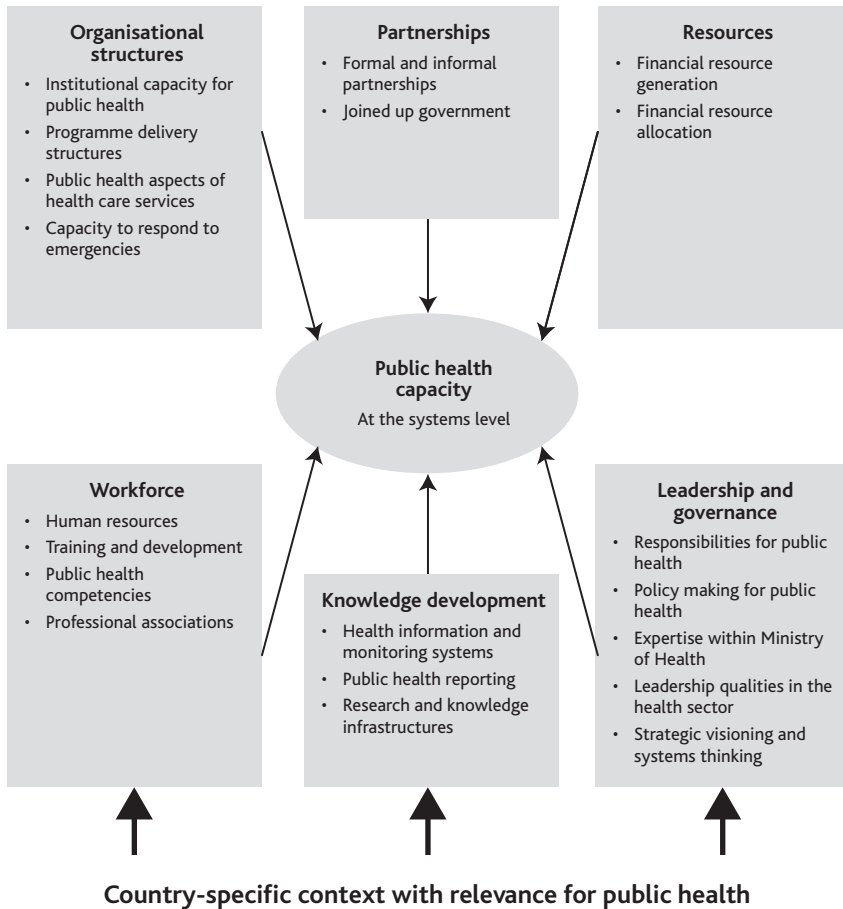 Organisational
structures
• Institutional capacity for
public health
• Programme delivery
structures
• Public health aspects of
health care services
• Capacity to respond to
emergencies
Partnerships
• Formal and informal
partnerships
• Joined up government
Resources
• Financial resource
generation
• Financial resource
allocation
Public health
capacity
At the systems level
Workforce
• Human resources
• Training and development
• Public health
competencies
• Professional associations
Knowledge development
• Health information and
monitoring systems
• Public health reporting
• Research and knowledge
infrastructures
Leadership and
governance
• Responsibilities for public
health
• Policy making for public
health
• Expertise within Ministry
of Health
• Leadership qualities in the
health sector
• Strategic visioning and
systems thinking
Country-specific context with relevance for public health